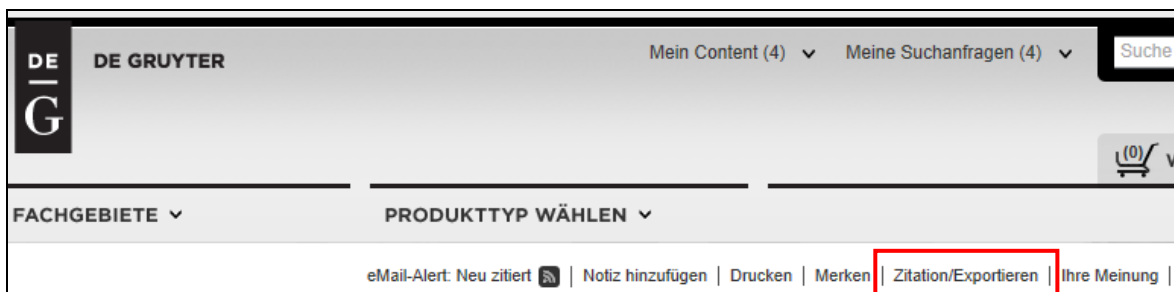 DE
G
DE GRUYTER
Mein Content (4)
Meine Suchanfragen (4)
Suche
(0)
FACHGEBIETE
PRODUKTTYP WÄHLEN
eMail-Alert: Neu zitiert | Notiz hinzufügen | Drucken | Merken | Zitation/Exportieren | Ihre Meinung |